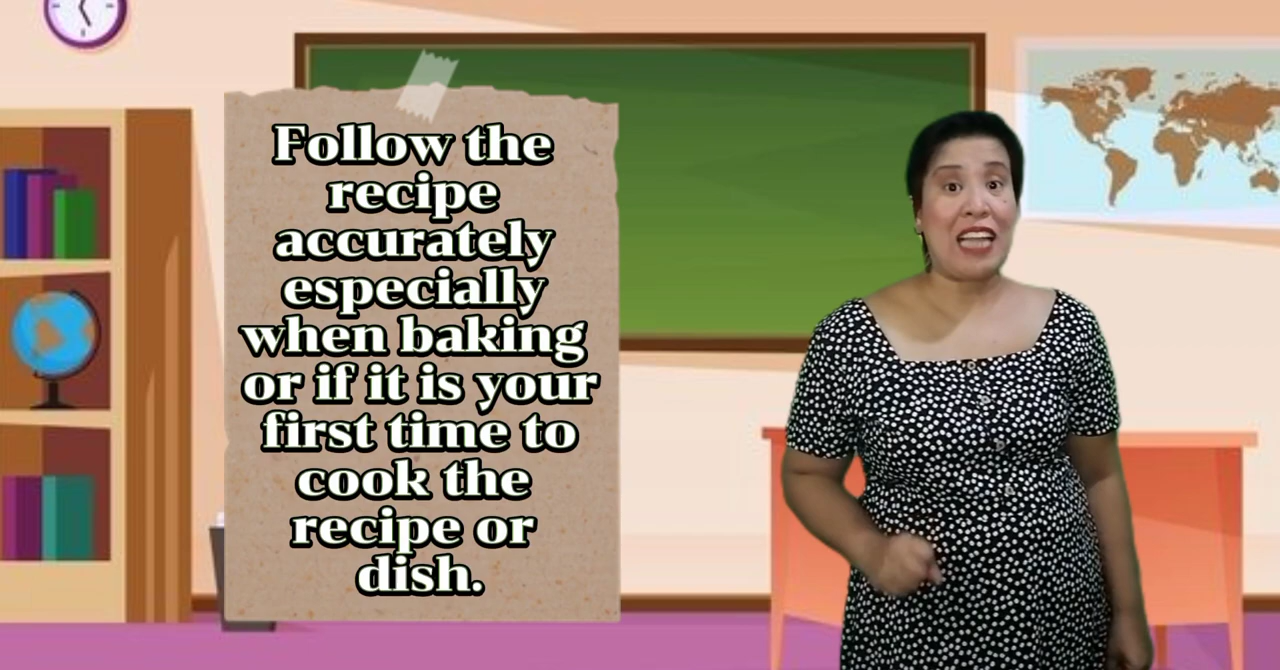 Follow the
recipe
accurately
especially
when baking
or if it is your
first time to
cook the
recipe or
dish.